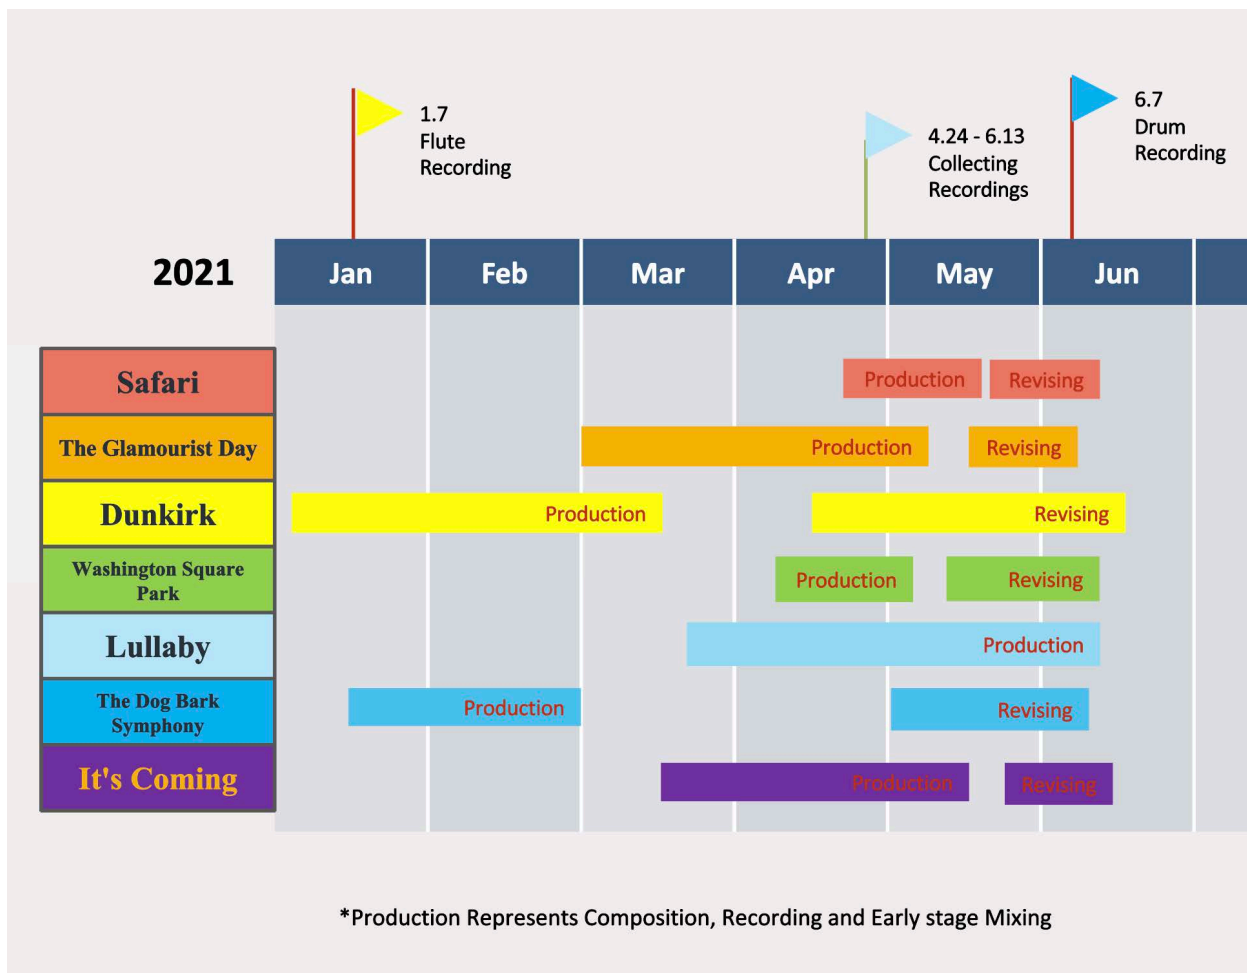 1.7
Flute
Recording
4.24 - 6.13
Collecting
Recordings
6.7
Drum
Recording
2021
Jan
Feb
Mar
Apr
May
Jun
Safari
Production
Revising
The Glamourist Day
Production
Revising
Dunkirk
Production
Revising
Washington Square
Park
Production
Revising
Lullaby
Production
The Dog Bark
Symphony
Production
Revising
It's Coming
Production
Revising
*Production Represents Composition, Recording and Early stage Mixing